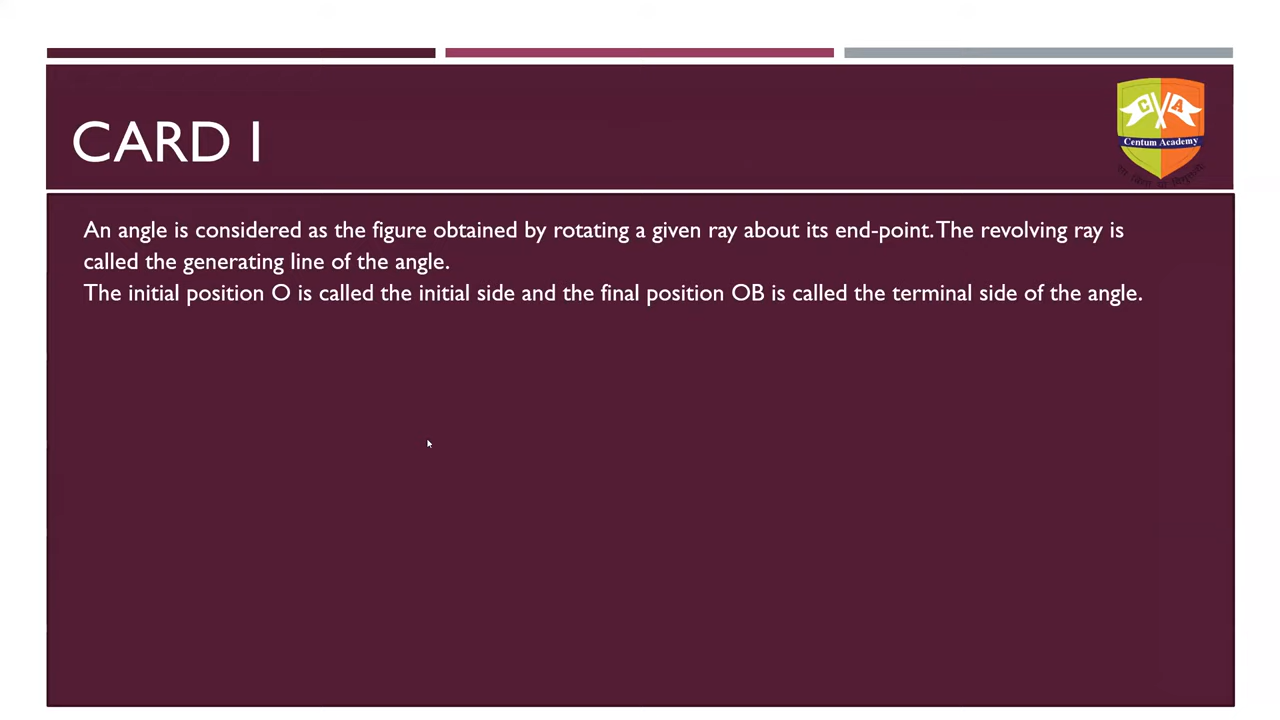 CARD I
C A
Centum Academy
An angle is considered as the figure obtained by rotating a given ray about its end-point. The revolving ray is
called the generating line of the angle.
The initial position O is called the initial side and the final position OB is called the terminal side of the angle.